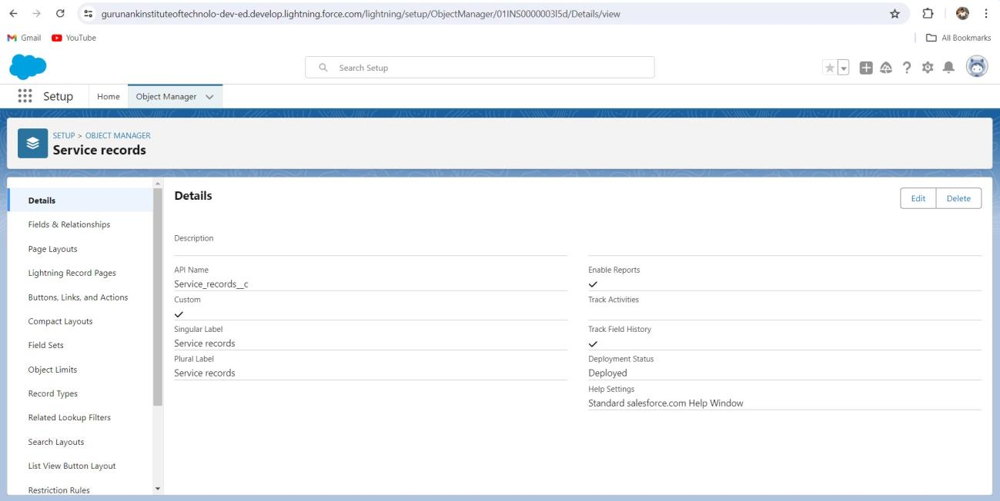 gurunankinstituteoftechnolo-dev-ed.develop.lightning.force.com/lightning/setup/ObjectManager/01INS0000003l5d/Details/view
Gmail YouTube All Bookmarks
Search Setup
Setup Home Object Manager
SETUP > OBJECT MANAGER
Service records
Details
Fields & Relationships
Page Layouts
Lightning Record Pages
Buttons, Links, and Actions
Compact Layouts
Field Sets
Object Limits
Record Types
Related Lookup Filters
Search Layouts
List View Button Layout
Restriction Rules
Details
Edit Delete
Description
API Name
Service_records__c
Custom
Singular Label
Service records
Plural Label
Service records
Enable Reports
Track Activities
Track Field History
Deployment Status
Deployed
Help Settings
Standard salesforce.com Help Window